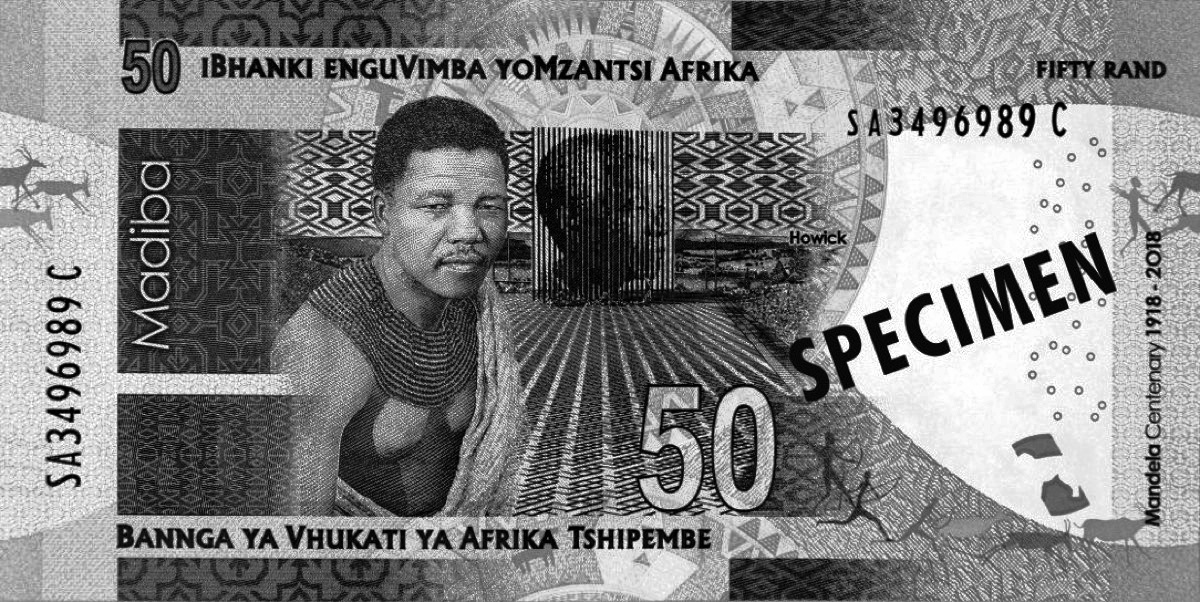 50
iBhanki enguVimba yoMzantsi Afrika
FIFTY RAND
SA3496989 C
Madiba
Howick
SPECIMEN
SA3496989 C
Mandela Centenary 1918 - 2018
50
Bannga ya Vhukati ya Afrika Tshipembe